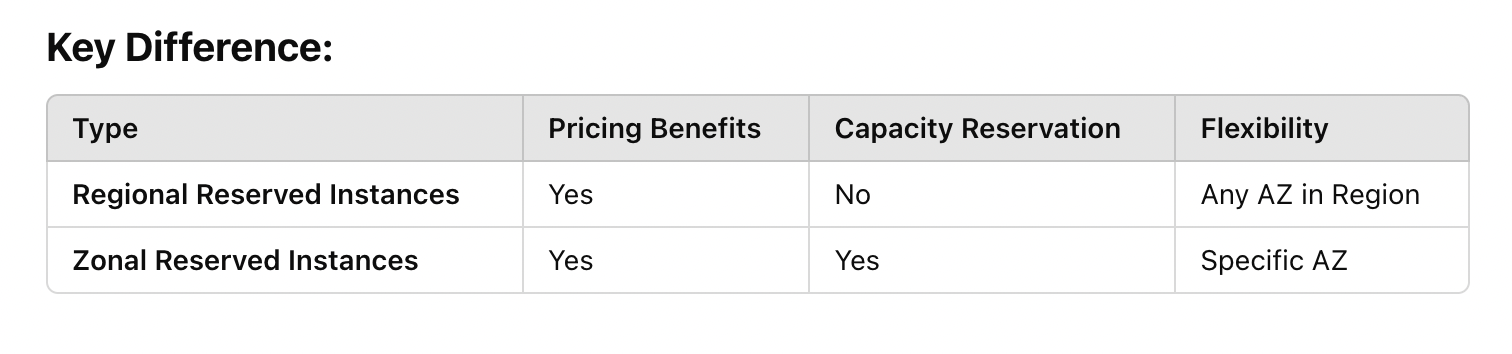 Key Difference:
Type Pricing Benefits Capacity Reservation Flexibility
Regional Reserved Instances Yes No Any AZ in Region
Zonal Reserved Instances Yes Yes Specific AZ